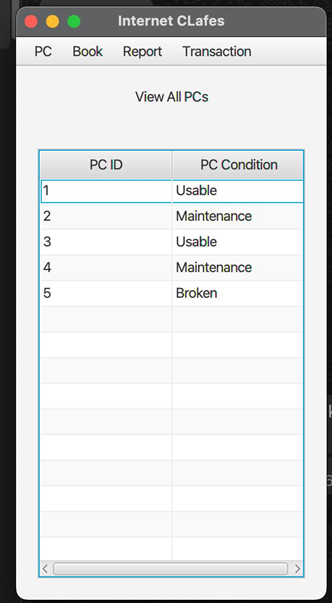 Internet CLafes
PC Book Report Transaction
View All PCs
PC ID PC Condition
1 Usable
2 Maintenance
3 Usable
4 Maintenance
5 Broken